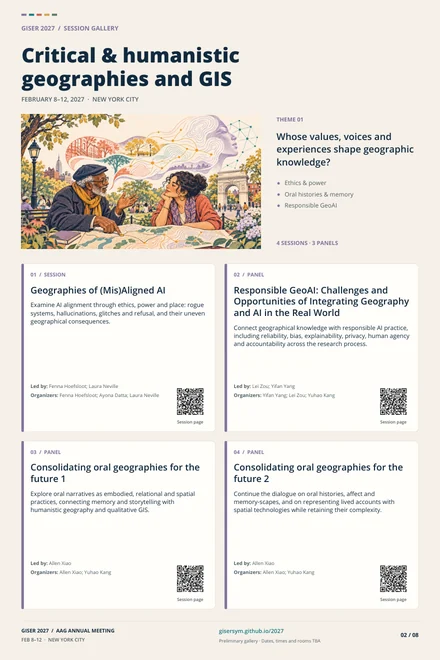 GISER 2027 / SESSION GALLERY
Critical & humanistic
geographies and GIS
FEBRUARY 8–12, 2027 · NEW YORK CITY
THEME 01
Whose values, voices and
experiences shape geographic
knowledge?
Ethics & power
Oral histories & memory
Responsible GeoAI
4 SESSIONS · 3 PANELS
01 / SESSION
Geographies of (Mis)Aligned AI
Examine AI alignment through ethics, power and place: rogue
systems, hallucinations, glitches and refusal, and their uneven
geographical consequences.
Led by: Fenna Hoefsloot; Laura Neville
Organizers: Fenna Hoefsloot; Ayona Datta; Laura Neville
Session page
02 / PANEL
Responsible GeoAI: Challenges and
Opportunities of Integrating Geography
and AI in the Real World
Connect geographical knowledge with responsible AI practice,
including reliability, bias, explainability, privacy, human agency
and accountability across the research process.
Led by: Lei Zou; Yifan Yang
Organizers: Yifan Yang; Lei Zou; Yuhao Kang
Session page
03 / PANEL
Consolidating oral geographies for the
future 1
Explore oral narratives as embodied, relational and spatial
practices, connecting memory and storytelling with
humanistic geography and qualitative GIS.
Led by: Allen Xiao
Organizers: Allen Xiao; Yuhao Kang
Session page
04 / PANEL
Consolidating oral geographies for the
future 2
Continue the dialogue on oral histories, affect and
memory-scapes, and on representing lived accounts with
spatial technologies while retaining their complexity.
Led by: Allen Xiao
Organizers: Allen Xiao; Yuhao Kang
Session page
GISER 2027 / AAG ANNUAL MEETING
FEB 8–12 · NEW YORK CITY
gisersym.github.io/2027
Preliminary gallery · Dates, times and rooms TBA
02 / 08